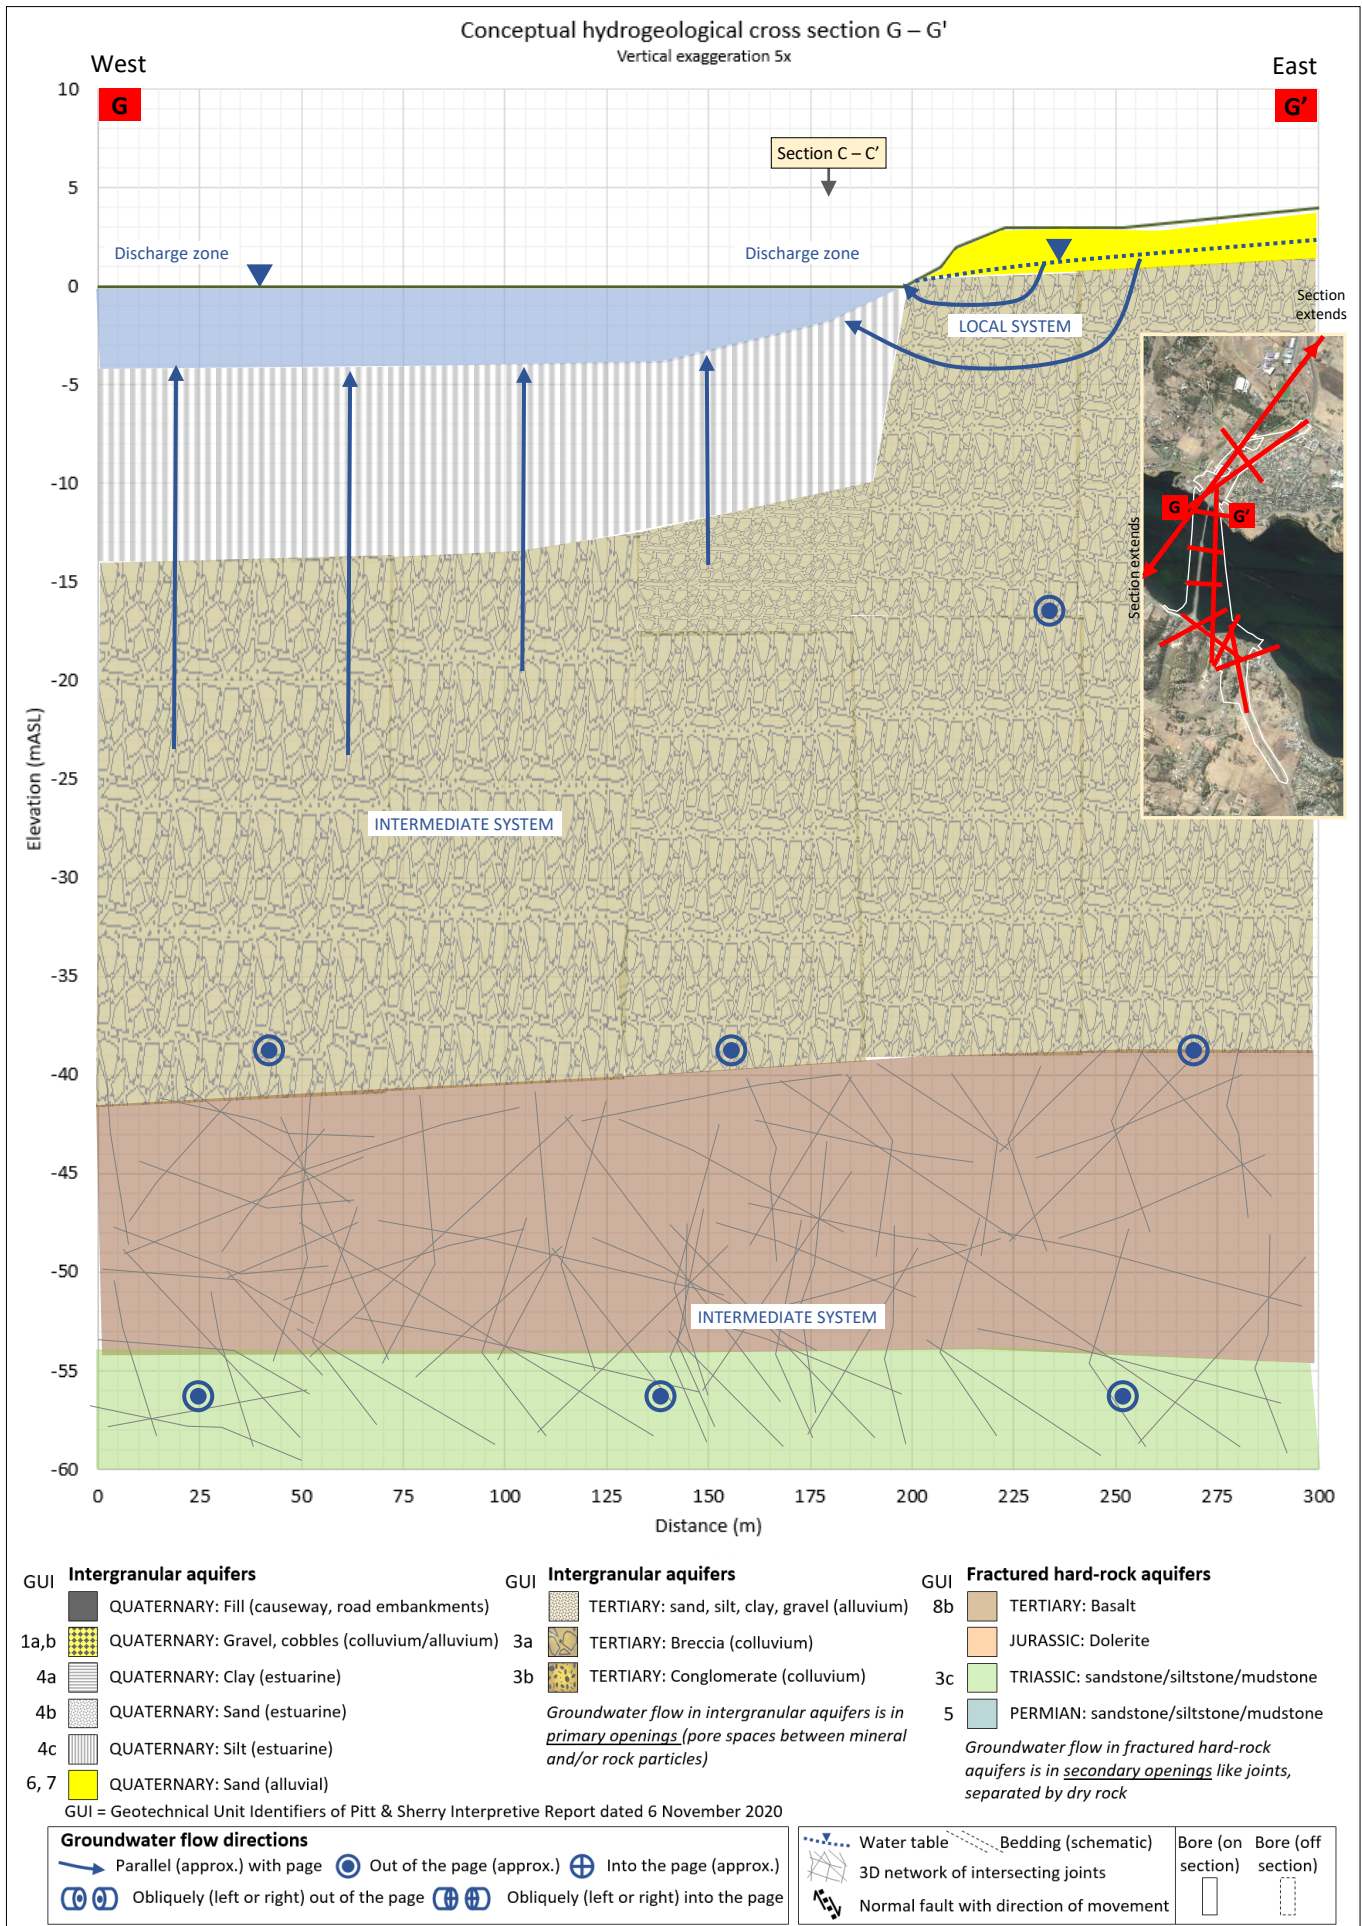 Conceptual hydrogeological cross section G – G'
Vertical exaggeration 5x
West
East
G
G’
10
5
0
-5
-10
-15
-20
-25
-30
-35
-40
-45
-50
-55
-60
Elevation (mASL)
Section C – C’
Discharge zone
Discharge zone
LOCAL SYSTEM
Section
extends
G
G’
Section extends
INTERMEDIATE SYSTEM
INTERMEDIATE SYSTEM
0 25 50 75 100 125 150 175 200 225 250 275 300
Distance (m)
GUI Intergranular aquifers
QUATERNARY: Fill (causeway, road embankments)
1a,b QUATERNARY: Gravel, cobbles (colluvium/alluvium)
4a QUATERNARY: Clay (estuarine)
4b QUATERNARY: Sand (estuarine)
4c QUATERNARY: Silt (estuarine)
6, 7 QUATERNARY: Sand (alluvial)
GUI Intergranular aquifers
TERTIARY: sand, silt, clay, gravel (alluvium)
3a TERTIARY: Breccia (colluvium)
3b TERTIARY: Conglomerate (colluvium)
Groundwater flow in intergranular aquifers is in
primary openings (pore spaces between mineral
and/or rock particles)
GUI Fractured hard-rock aquifers
8b TERTIARY: Basalt
JURASSIC: Dolerite
3c TRIASSIC: sandstone/siltstone/mudstone
5 PERMIAN: sandstone/siltstone/mudstone
Groundwater flow in fractured hard-rock
aquifers is in secondary openings like joints,
separated by dry rock
GUI = Geotechnical Unit Identifiers of Pitt & Sherry Interpretive Report dated 6 November 2020
Groundwater flow directions
Parallel (approx.) with page Out of the page (approx.) Into the page (approx.)
Obliquely (left or right) out of the page Obliquely (left or right) into the page
Water table Bedding (schematic)
3D network of intersecting joints
Normal fault with direction of movement
Bore (on
section)
Bore (off
section)